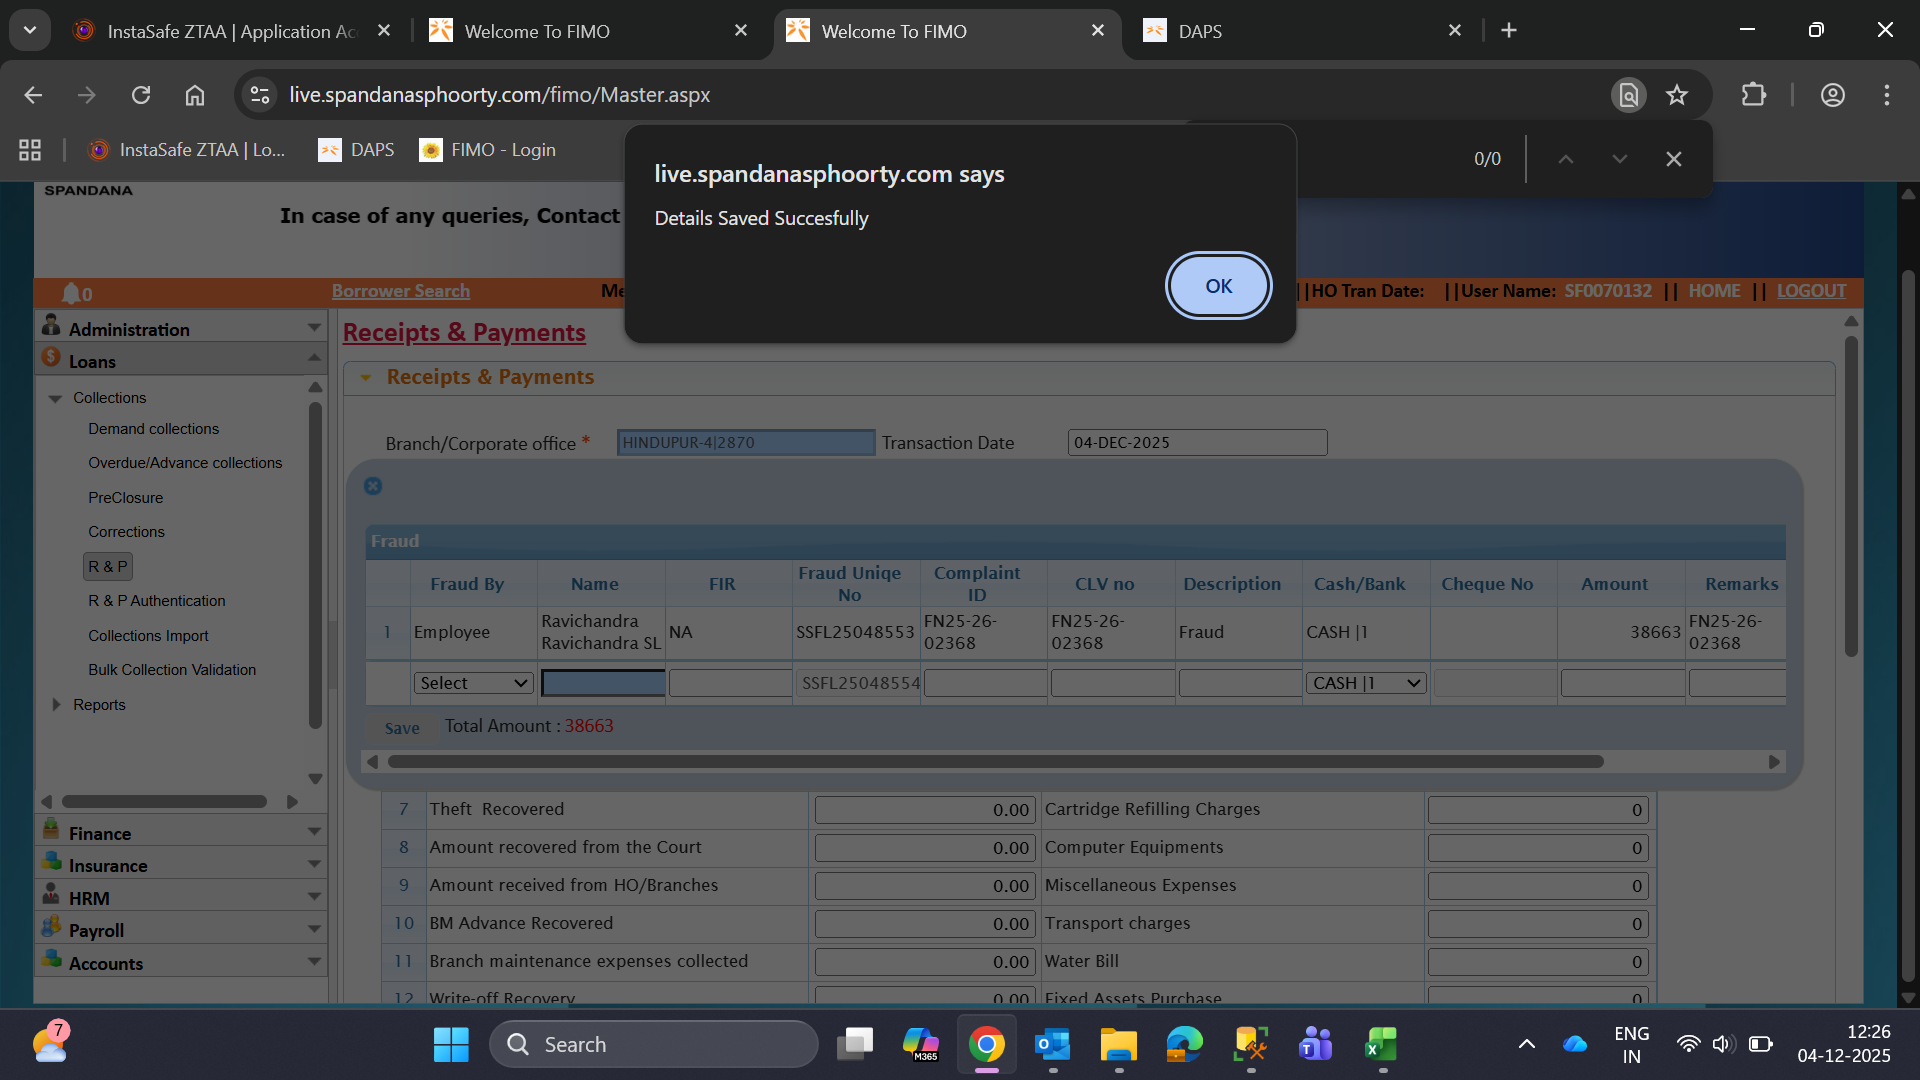 InstaSafe ZTAA | Application Acc
Welcome To FIMO
Welcome To FIMO
DAPS
live.spandanasphoorty.com/fimo/Master.aspx
InstaSafe ZTAA | Lo...
DAPS
FIMO - Login
0/0
live.spandanasphoorty.com says
Details Saved Succesfully
OK
SPANDANA
In case of any queries, Contact
0
Borrower Search
||HO Tran Date: ||User Name: SF0070132 || HOME || LOGOUT
Administration
Loans
Collections
Demand collections
Overdue/Advance collections
PreClosure
Corrections
R & P
R & P Authentication
Collections Import
Bulk Collection Validation
Reports
Finance
Insurance
HRM
Payroll
Accounts
Receipts & Payments
Receipts & Payments
Branch/Corporate office * HINDUPUR-4|2870 Transaction Date 04-DEC-2025
Fraud
Fraud By Name FIR Fraud Uniqe No Complaint ID CLV no Description Cash/Bank Cheque No Amount Remarks
1 Employee Ravichandra Ravichandra SL NA SSFL25048553 FN25-26-02368 FN25-26-02368 Fraud CASH |1 38663 FN25-26-02368
Select SSFL25048554 CASH |1
Save Total Amount : 38663
7 Theft Recovered 0.00 Cartridge Refilling Charges 0
8 Amount recovered from the Court 0.00 Computer Equipments 0
9 Amount received from HO/Branches 0.00 Miscellaneous Expenses 0
10 BM Advance Recovered 0.00 Transport charges 0
11 Branch maintenance expenses collected 0.00 Water Bill 0
12 Write-off Recovery 0.00 Fixed Assets Purchase 0
7
Search
M365
ENG
IN
12:26
04-12-2025